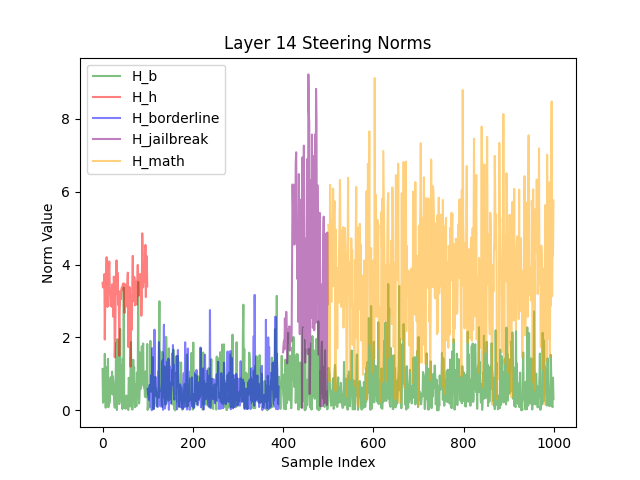 Layer 14 Steering Norms
H_b
H_h
H_borderline
H_jailbreak
H_math
Norm Value
8
6
4
2
0
0 200 400 600 800 1000
Sample Index